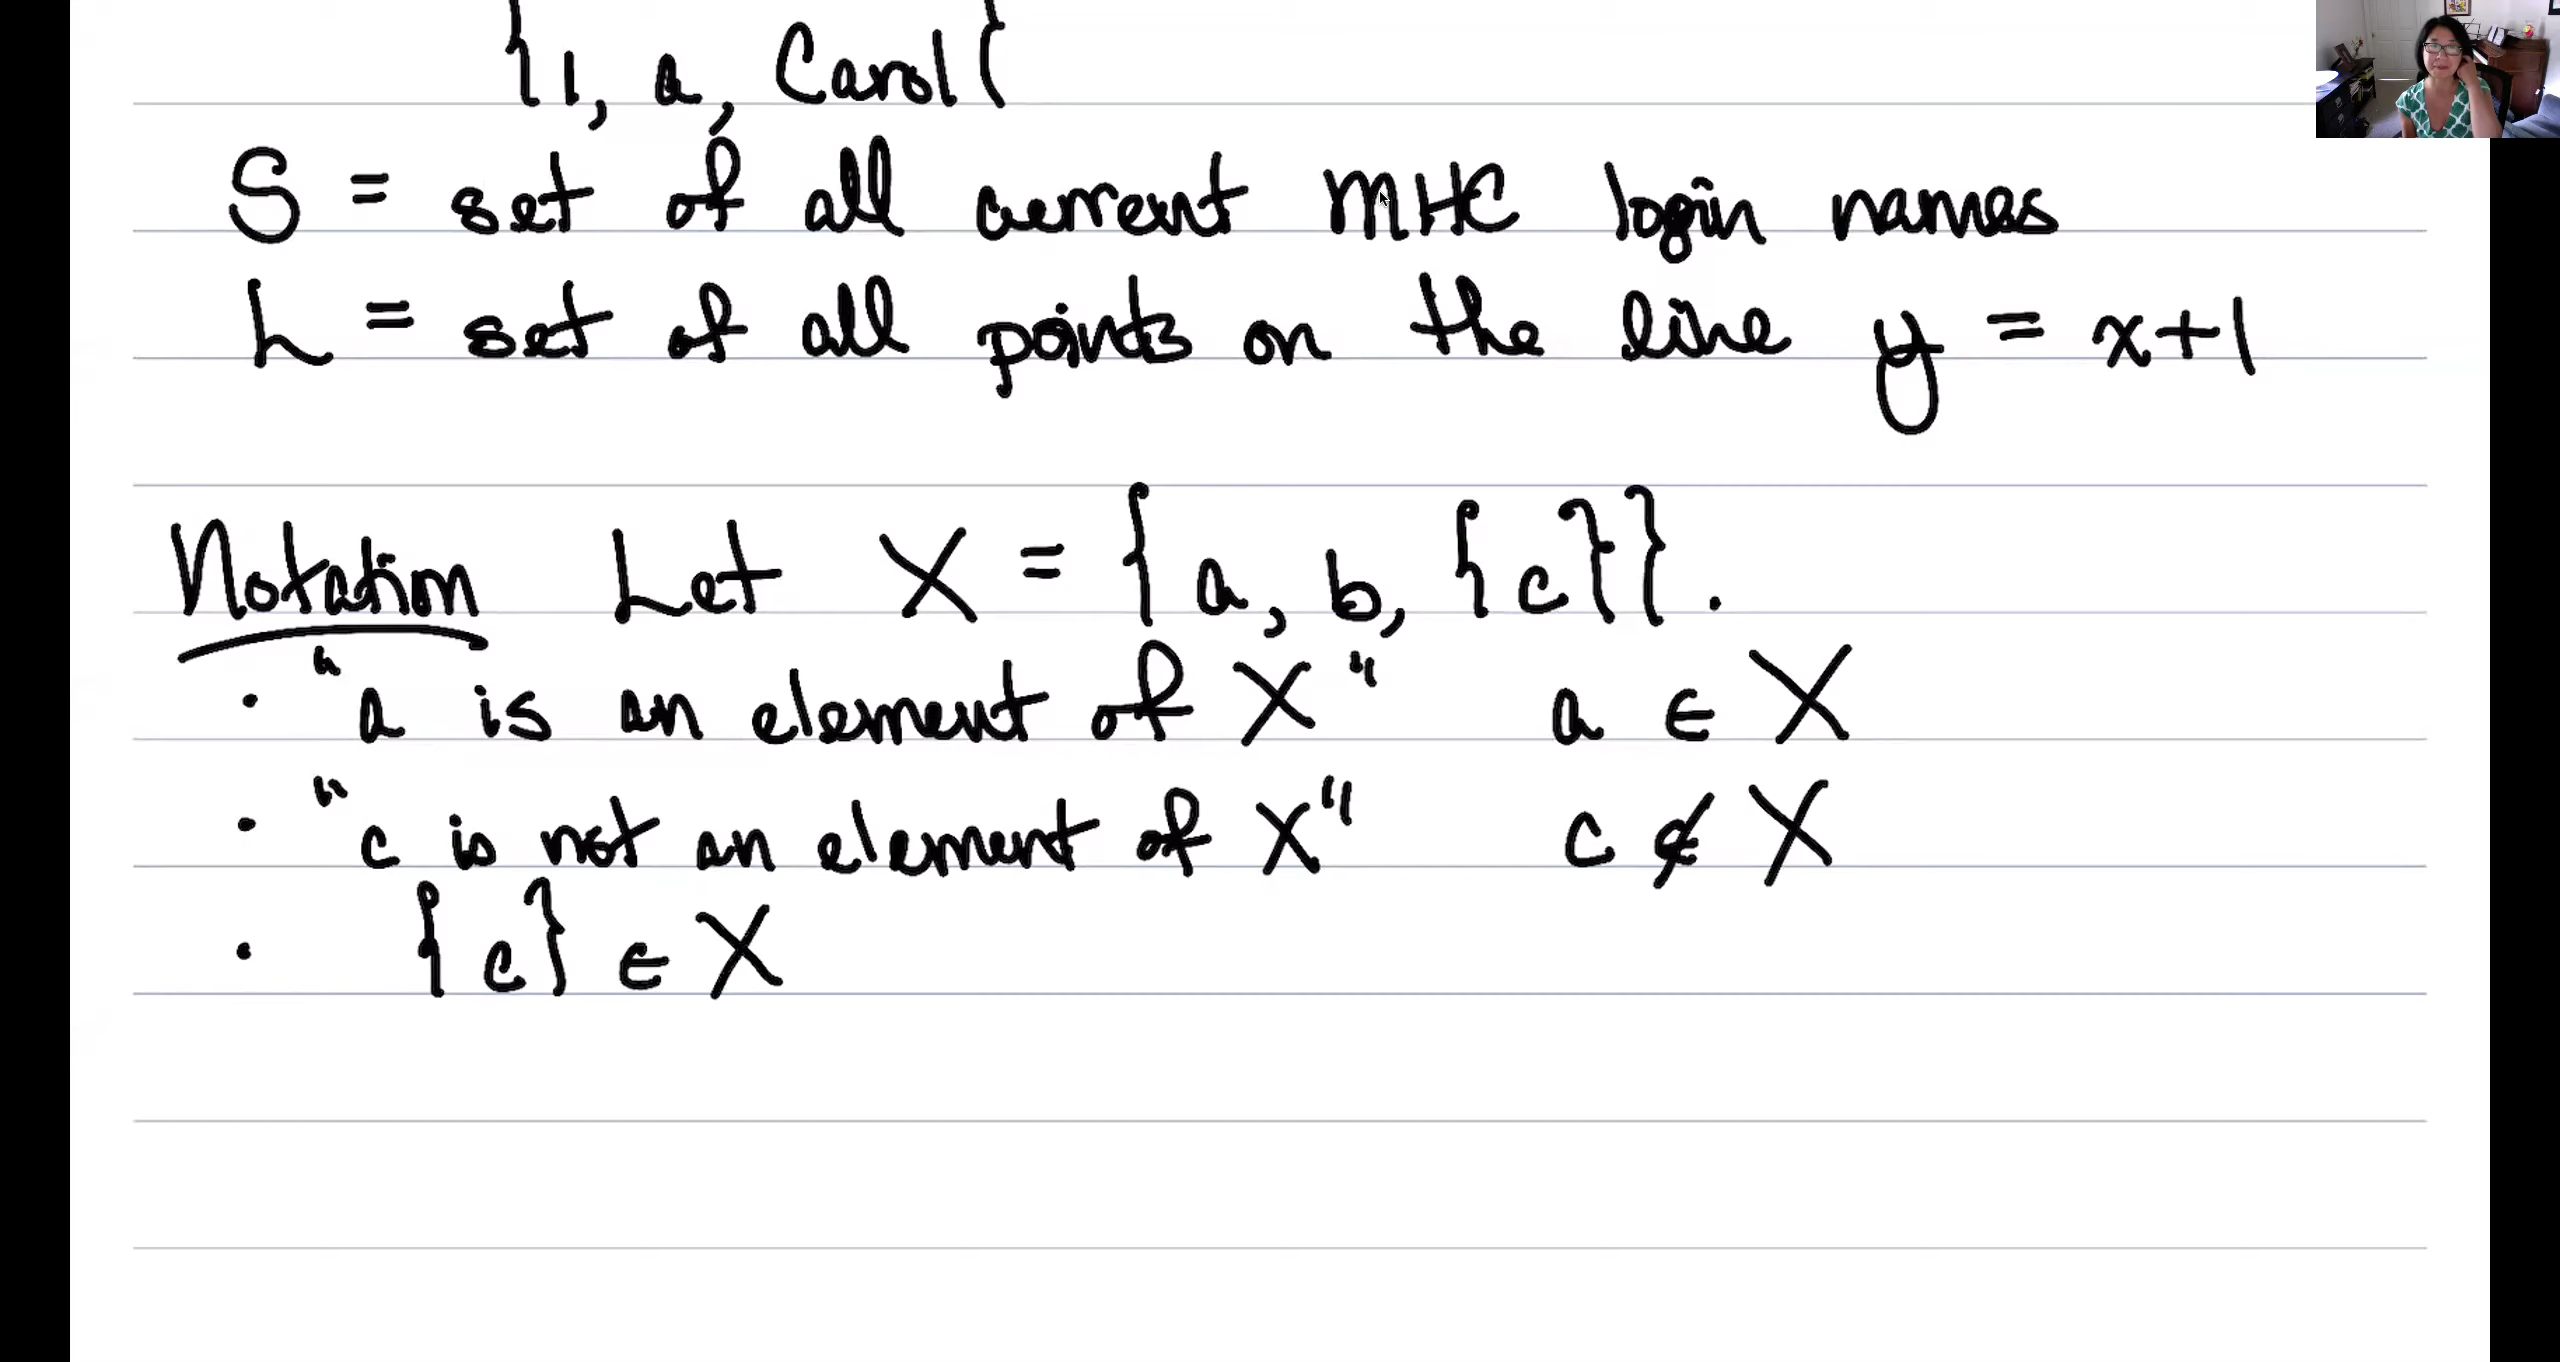 {1, a, Carol{
S = set of all current MHC login names
L = set of all points on the line y = x+1
Notation Let X = {a, b, {c}}.
• "a is an element of X" a ∈ X
• "c is not an element of X" c ∉ X
• {c} ∈ X